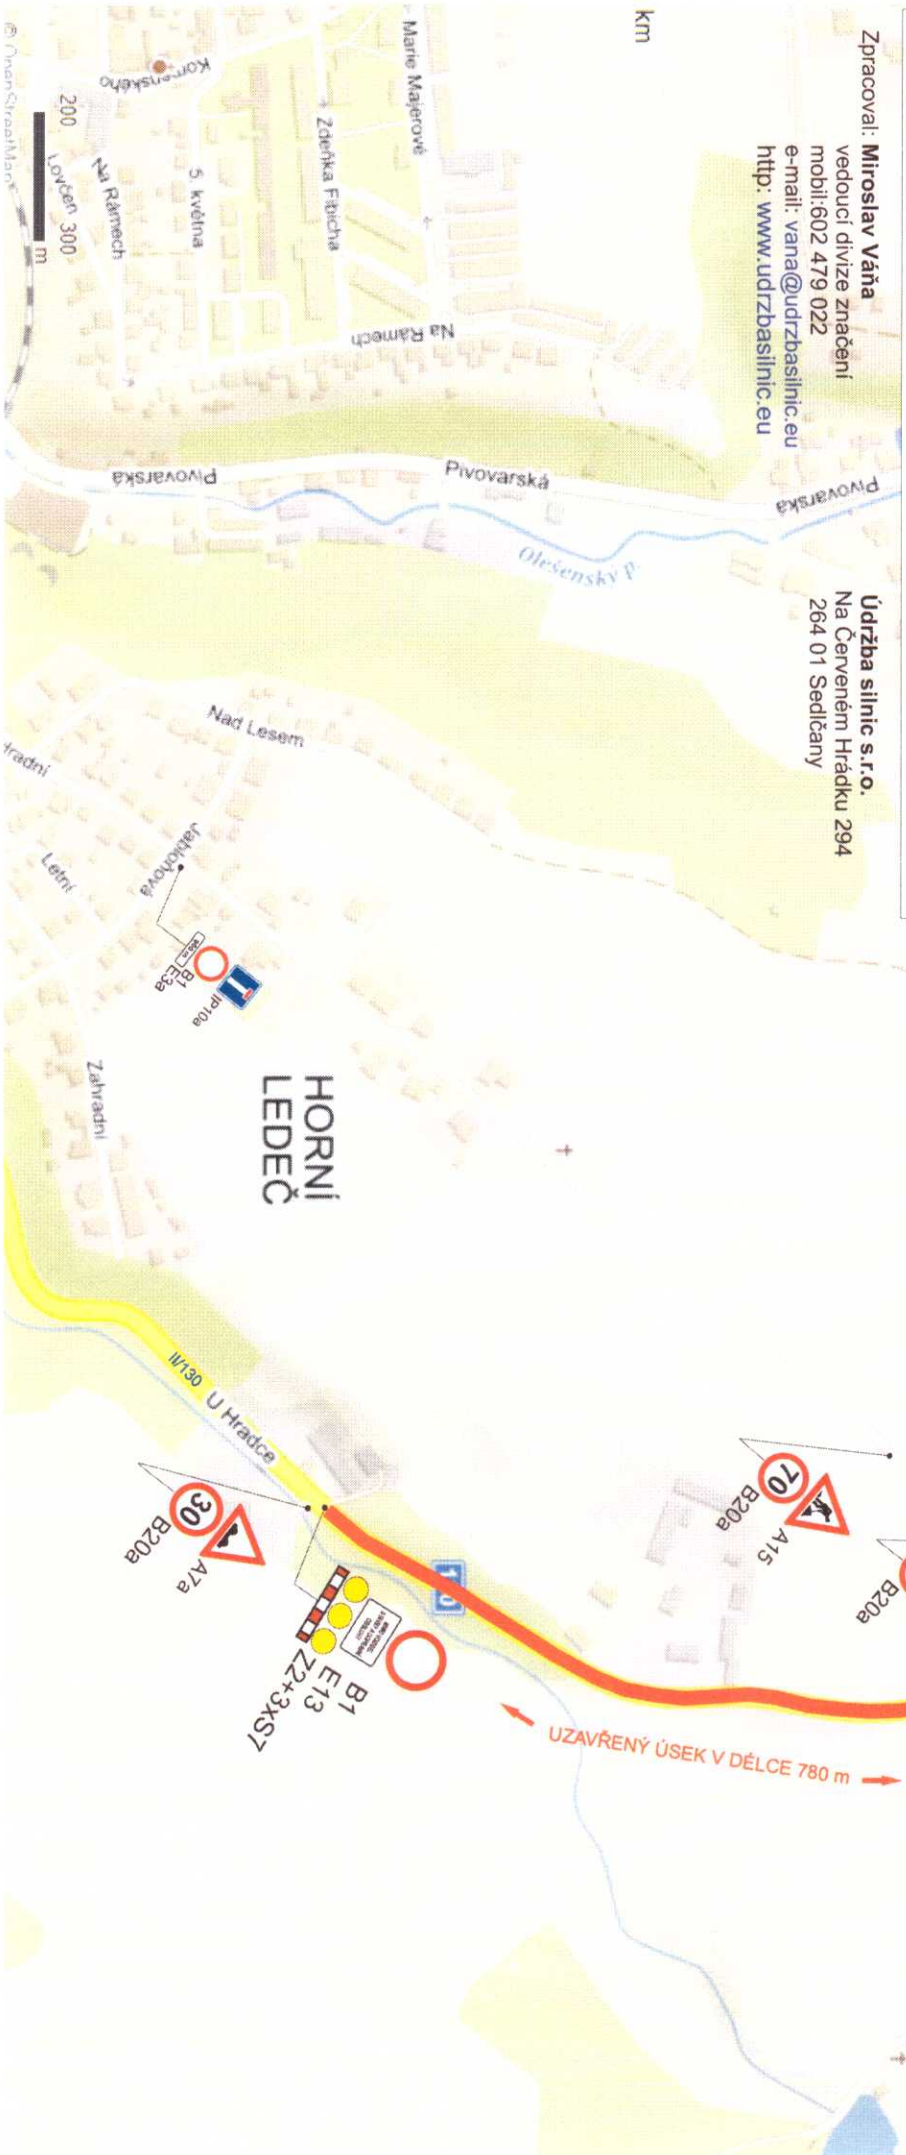 km
Zpracoval: Miroslav Váňa
vedoucí divize značení
mobil:602 479 022
e-mail: vana@udrzbasilnic.eu
http: www.udrzbasilnic.eu
Údržba silnic s.r.o.
Na Červeném Hrádku 294
264 01 Sedlčany
Marie Majerové
Zdeňka Fibicha
5. května
Komenského
Na Rámech
Na Rámech
Lovčen
200
300
m
© OpenStreetMap
Pivovarská
Pivovarská
Pivovarská
Olešenský p.
Nad Lesem
Hradní
Jabloňová
Letní
Zahradní
B1
E3a
IP10a
HORNÍ
LEDEČ
II/130
U Hradce
30
B20a
A7a
70
B20a
A15
B20a
B1
E13
Z2+3xS7
UZAVŘENÝ ÚSEK V DÉLCE 780 m